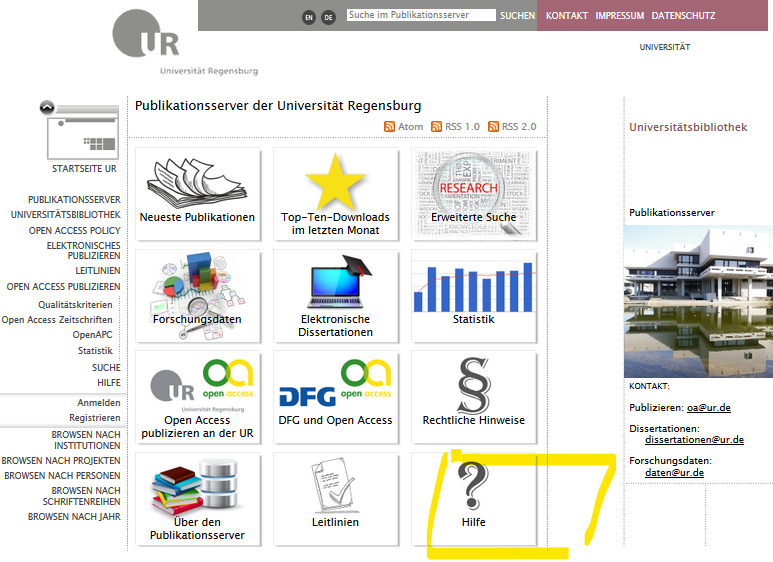 EN DE
Suche im Publikationsserver
SUCHEN
KONTAKT IMPRESSUM DATENSCHUTZ
UR
Universität Regensburg
UNIVERSITÄT
STARTSEITE UR
PUBLIKATIONSSERVER
UNIVERSITÄTSBIBLIOTHEK
OPEN ACCESS POLICY
ELEKTRONISCHES
PUBLIZIEREN
LEITLINIEN
OPEN ACCESS PUBLIZIEREN
Qualitätskriterien
Open Access Zeitschriften
OpenAPC
Statistik
SUCHE
HILFE
Anmelden
Registrieren
BROWSEN NACH
INSTITUTIONEN
BROWSEN NACH PROJEKTEN
BROWSEN NACH PERSONEN
BROWSEN NACH
SCHRIFTENREIHEN
BROWSEN NACH JAHR
Publikationsserver der Universität Regensburg
Atom RSS 1.0 RSS 2.0
Neueste Publikationen
Top-Ten-Downloads
im letzten Monat
RESEARCH
Erweiterte Suche
Forschungsdaten
Elektronische
Dissertationen
Statistik
UR
Universität Regensburg
oa
open access
Open Access
publizieren an der UR
DFG
oa
open access
DFG und Open Access
§
Rechtliche Hinweise
Über den
Publikationsserver
Leitlinien
?
Hilfe
Universitätsbibliothek
Publikationsserver
KONTAKT:
Publizieren: oa@ur.de
Dissertationen:
dissertationen@ur.de
Forschungsdaten:
daten@ur.de